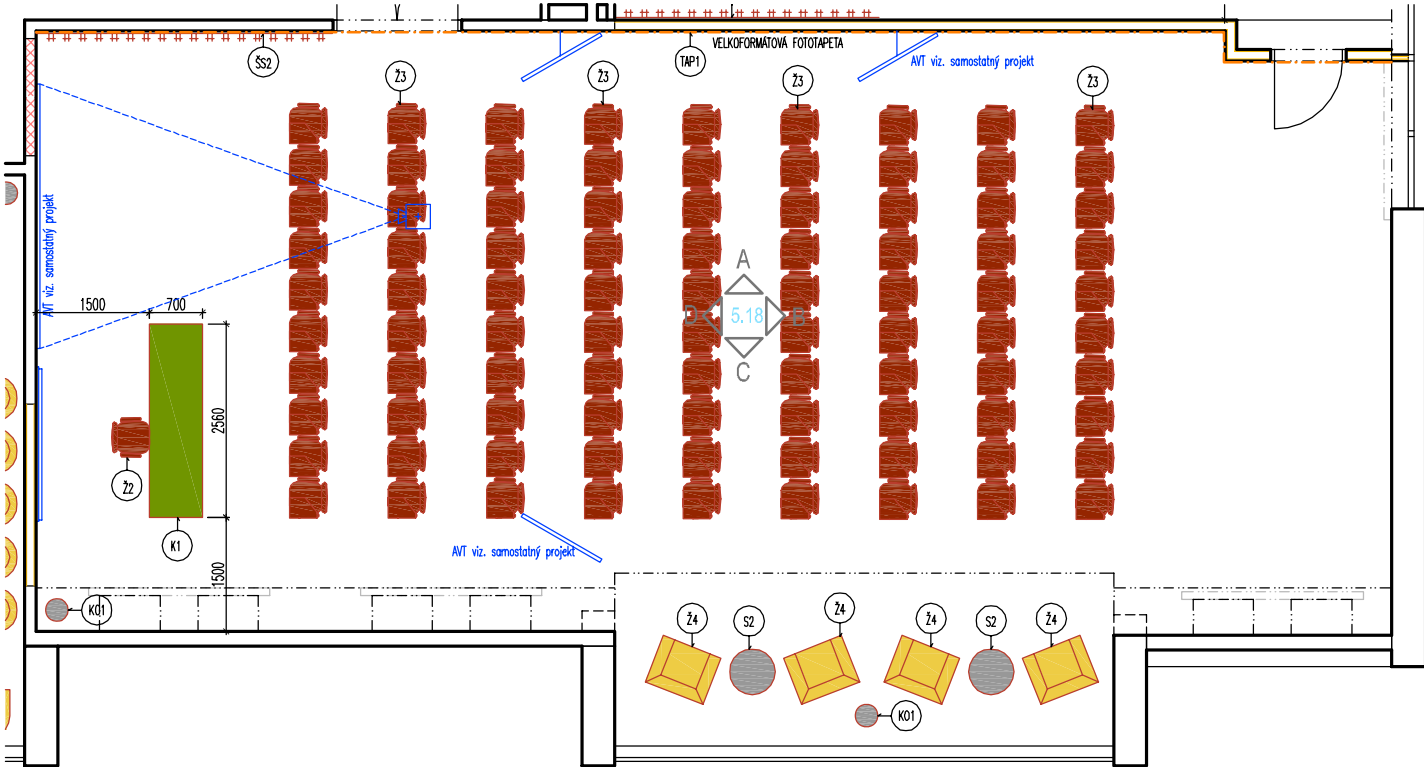 ŠS2
Ž3
Ž3
TAP1
VELKOFORMÁTOVÁ FOTOTAPETA
Ž3
AVT viz. samostatný projekt
Ž3
AVT viz. samostatný projekt
A
D
5.18
B
C
1500
700
2560
Ž2
K1
1500
AVT viz. samostatný projekt
KO1
Ž4
S2
Ž4
Ž4
S2
Ž4
KO1